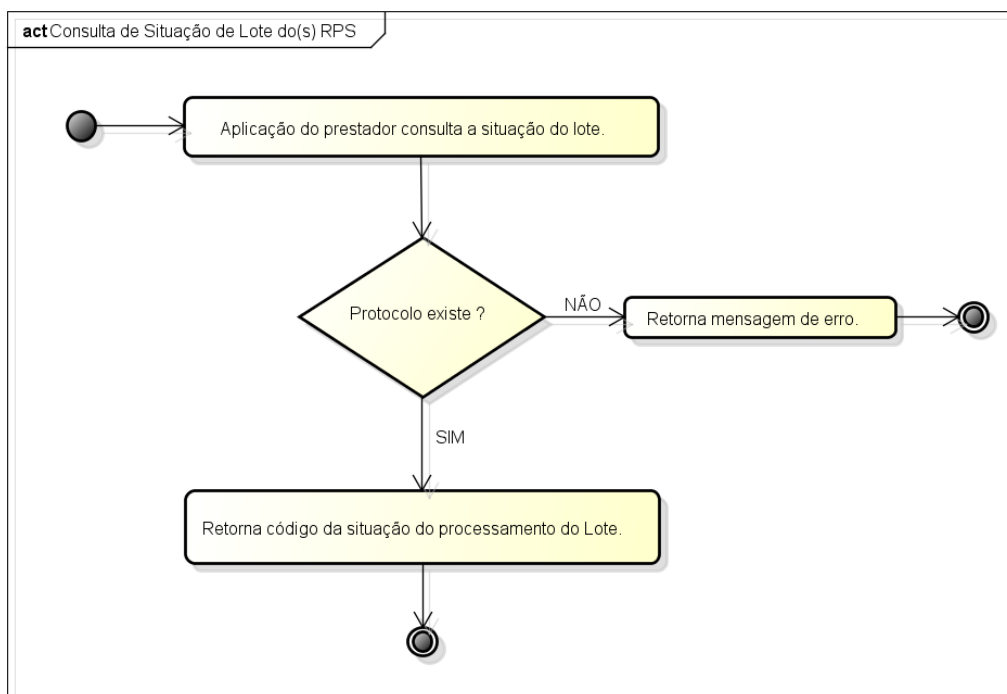 act Consulta de Situação de Lote do(s) RPS
Aplicação do prestador consulta a situação do lote.
Protocolo existe ?
NÃO
Retorna mensagem de erro.
SIM
Retorna código da situação do processamento do Lote.